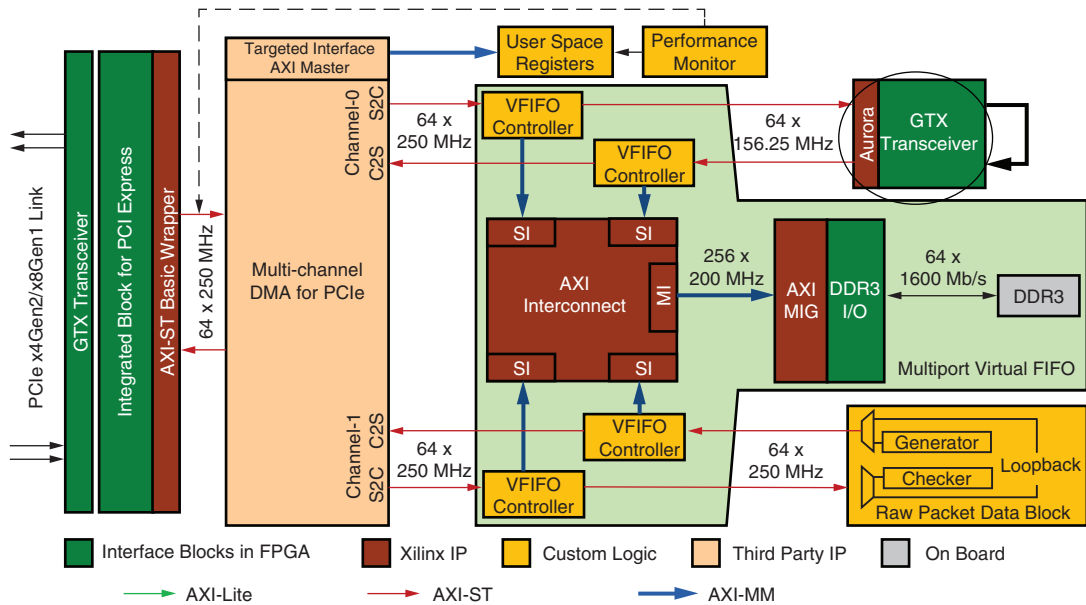 PCIe x4Gen2/x8Gen1 Link
GTX Transceiver
Integrated Block for PCI Express
AXI-ST Basic Wrapper
64 x 250 MHz
Targeted Interface
AXI Master
Multi-channel
DMA for PCIe
Channel-0
S2C
C2S
Channel-1
C2S
S2C
User Space
Registers
Performance
Monitor
64 x
250 MHz
VFIFO
Controller
VFIFO
Controller
64 x
156.25 MHz
Aurora
GTX
Transceiver
SI
SI
AXI
Interconnect
MI
SI
SI
256 x
200 MHz
AXI
MIG
DDR3
I/O
64 x
1600 Mb/s
DDR3
Multiport Virtual FIFO
64 x
250 MHz
VFIFO
Controller
VFIFO
Controller
64 x
250 MHz
Generator
Loopback
Checker
Raw Packet Data Block
Interface Blocks in FPGA
Xilinx IP
Custom Logic
Third Party IP
On Board
AXI-Lite
AXI-ST
AXI-MM